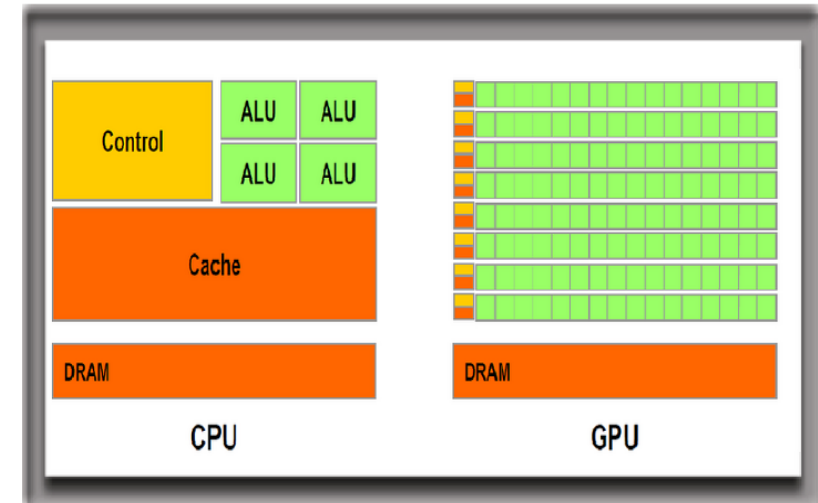 Control
ALU ALU
ALU ALU
Cache
DRAM
CPU
DRAM
GPU